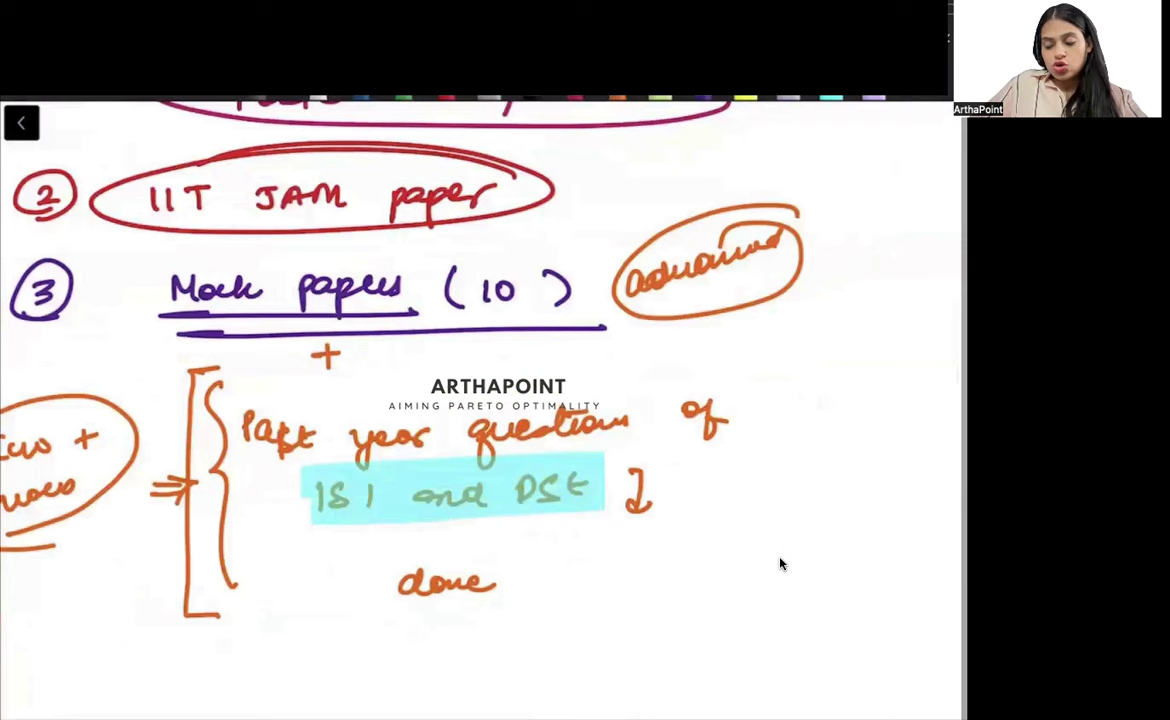 ArthaPoint
② IIT JAM paper
③ Mock papers (10)
advanced
+
ARTHAPOINT
AIMING PARETO OPTIMALITY
Past year questions of
ISI and DSE
done